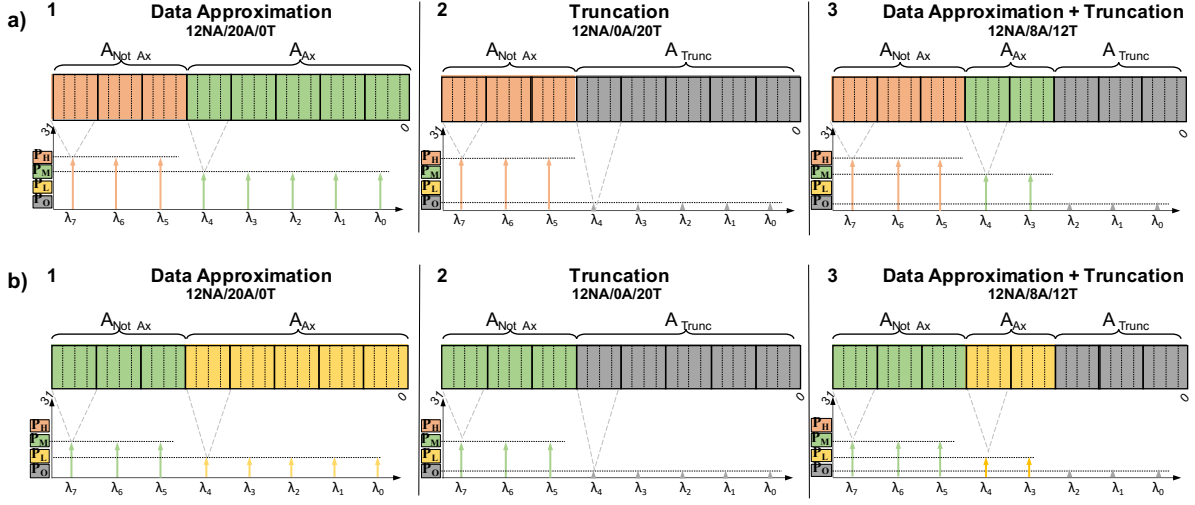 a)
1 Data Approximation
12NA/20A/0T
A Not Ax A Ax
31 0
P H
P M
P L
P O
λ7 λ6 λ5 λ4 λ3 λ2 λ1 λ0
2 Truncation
12NA/0A/20T
A Not Ax A Trunc
31 0
P H
P M
P L
P O
λ7 λ6 λ5 λ4 λ3 λ2 λ1 λ0
3 Data Approximation + Truncation
12NA/8A/12T
A Not Ax A Ax A Trunc
31 0
P H
P M
P L
P O
λ7 λ6 λ5 λ4 λ3 λ2 λ1 λ0
b)
1 Data Approximation
12NA/20A/0T
A Not Ax A Ax
31 0
P H
P M
P L
P O
λ7 λ6 λ5 λ4 λ3 λ2 λ1 λ0
2 Truncation
12NA/0A/20T
A Not Ax A Trunc
31 0
P H
P M
P L
P O
λ7 λ6 λ5 λ4 λ3 λ2 λ1 λ0
3 Data Approximation + Truncation
12NA/8A/12T
A Not Ax A Ax A Trunc
31 0
P H
P M
P L
P O
λ7 λ6 λ5 λ4 λ3 λ2 λ1 λ0